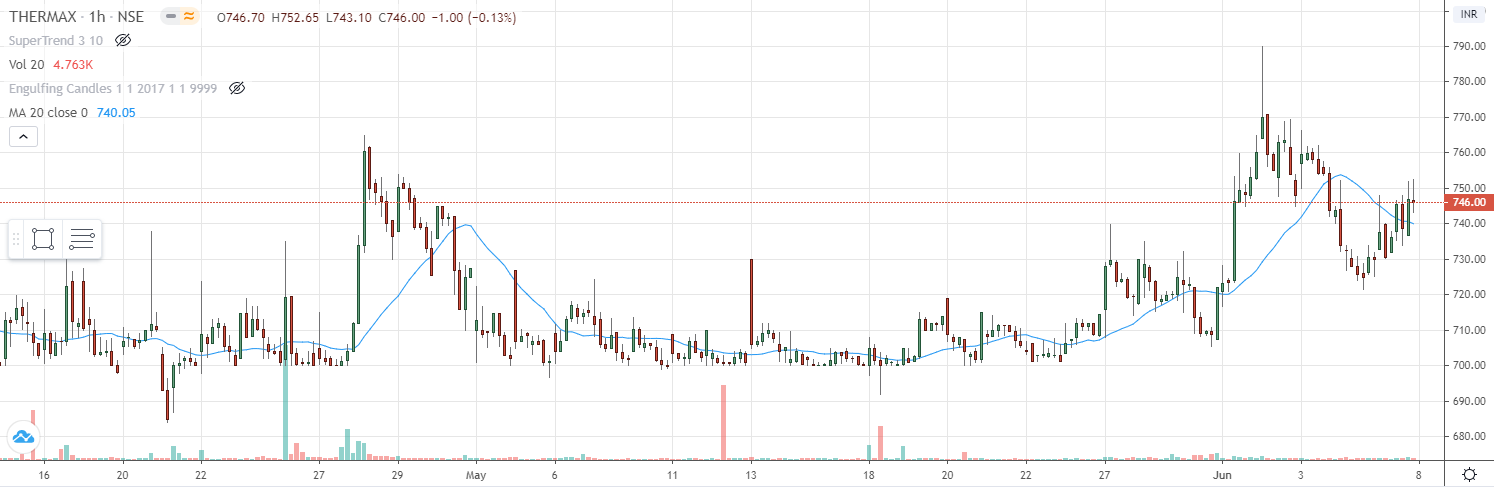 THERMAX · 1h · NSE O746.70 H752.65 L743.10 C746.00 −1.00 (−0.13%)
SuperTrend 3 10
Vol 20 4.763K
Engulfing Candles 1 1 2017 1 1 9999
MA 20 close 0 740.05
INR
790.00
780.00
770.00
760.00
750.00
746.00
740.00
730.00
720.00
710.00
700.00
690.00
680.00
16 20 22 27 29 May 6 11 13 18 20 22 27 Jun 3 8